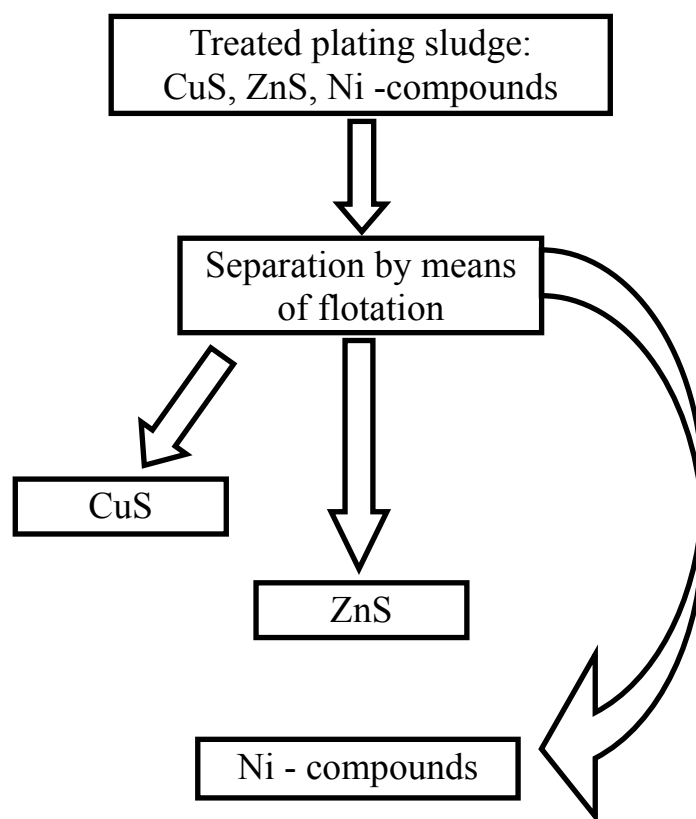 Treated plating sludge:
CuS, ZnS, Ni -compounds
Separation by means
of flotation
CuS
ZnS
Ni - compounds